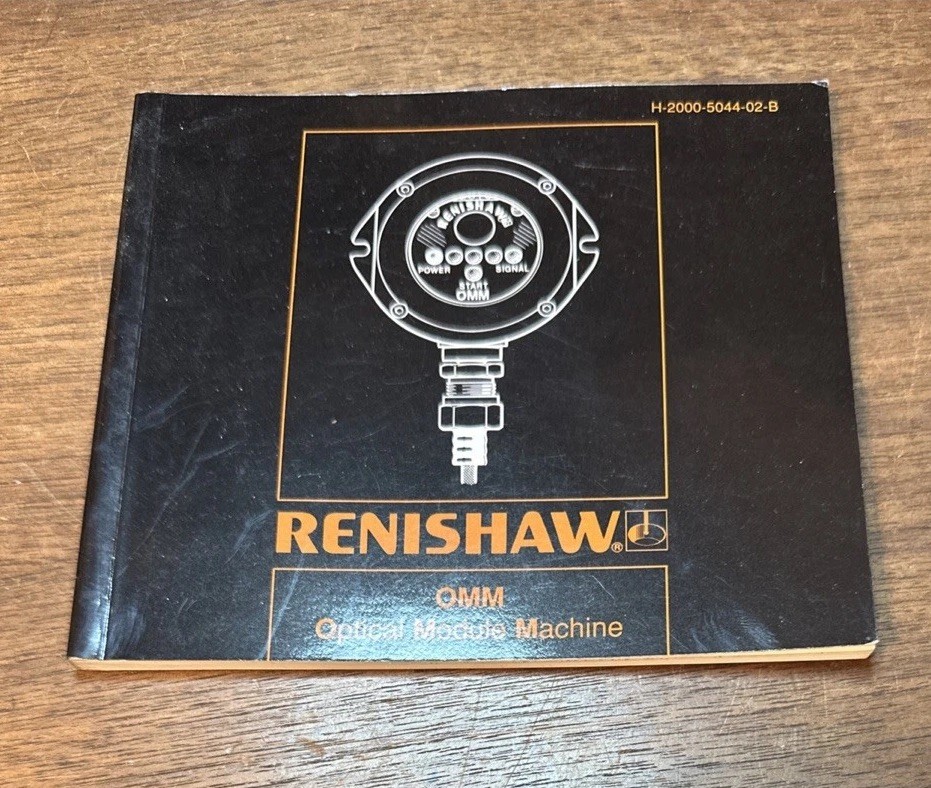 H-2000-5044-02-B
RENISHAW
POWER SIGNAL
START
OMM
RENISHAW®
OMM
Optical Module Machine